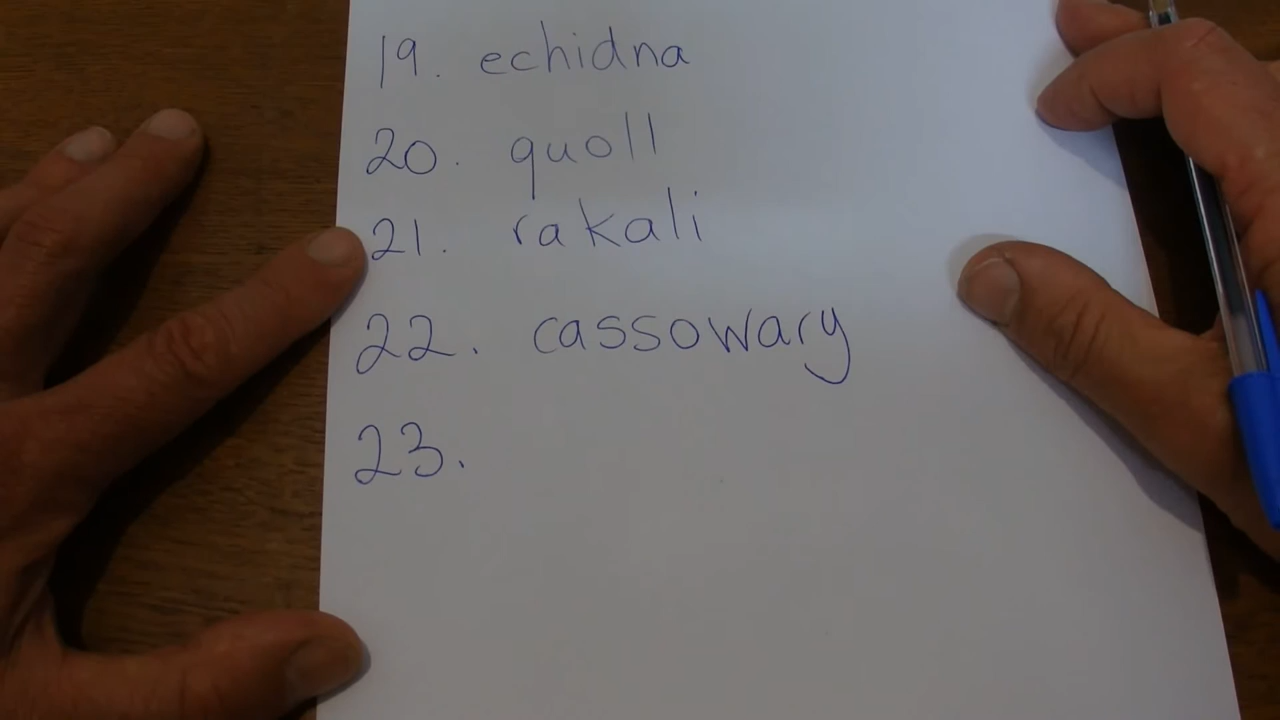 19. echidna
20. quoll
21. rakali
22. cassowary
23.